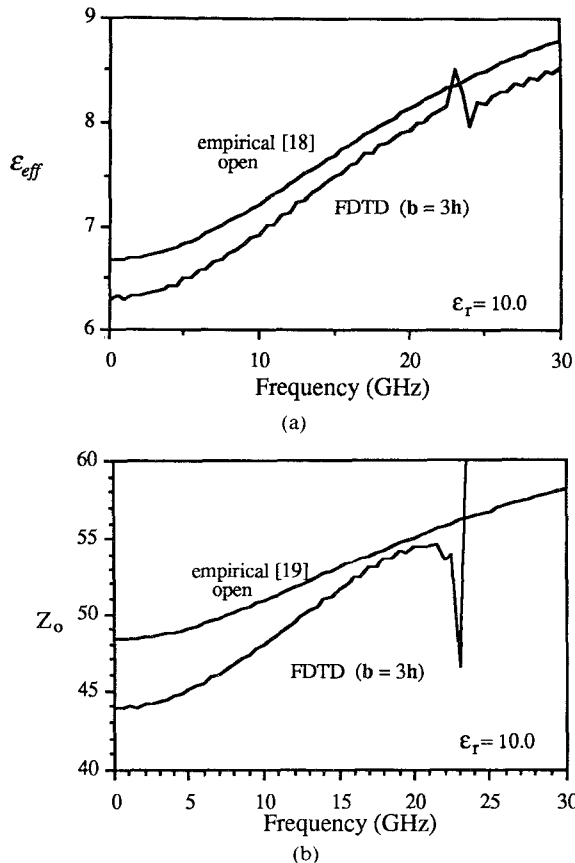 9
8
7
6
ε_eff
empirical [18]
open
FDTD (b = 3h)
ε_r = 10.0
0 10 20 30
Frequency (GHz)
(a)
60
55
50
45
40
Z_o
empirical [19]
open
FDTD (b = 3h)
ε_r = 10.0
0 5 10 15 20 25 30
Frequency (GHz)
(b)